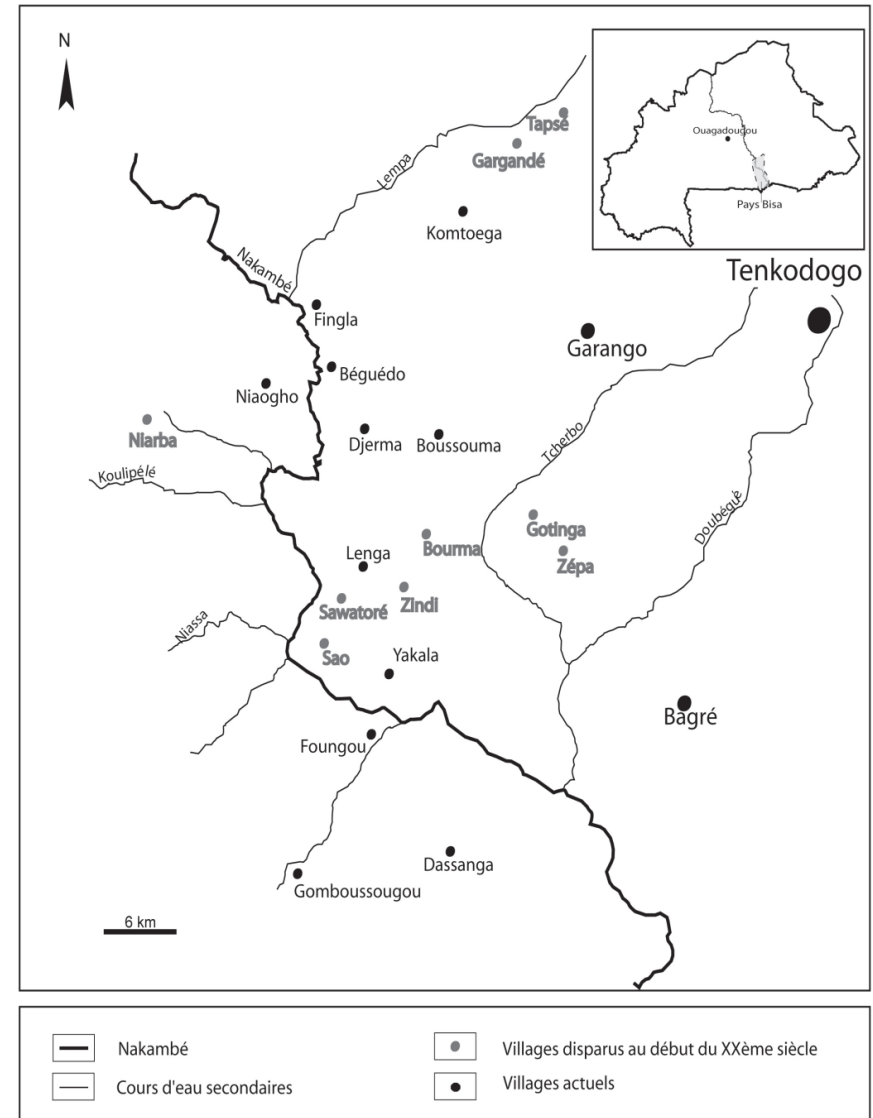 N
Ouagadougou
Pays Bisa
Tapsé
Gargandé
Lempa
Komtoega
Nakambé
Tenkodogo
Fingla
Garango
Béguédo
Niaogho
Niarba
Djerma
Boussouma
Tcherbo
Koulipélé
Doubégué
Gotinga
Bourma
Zépa
Lenga
Sawatoré
Zindi
Niassa
Sao
Yakala
Bagré
Foungou
Dassanga
Gomboussougou
6 km
Nakambé
Villages disparus au début du XXème siècle
Cours d'eau secondaires
Villages actuels